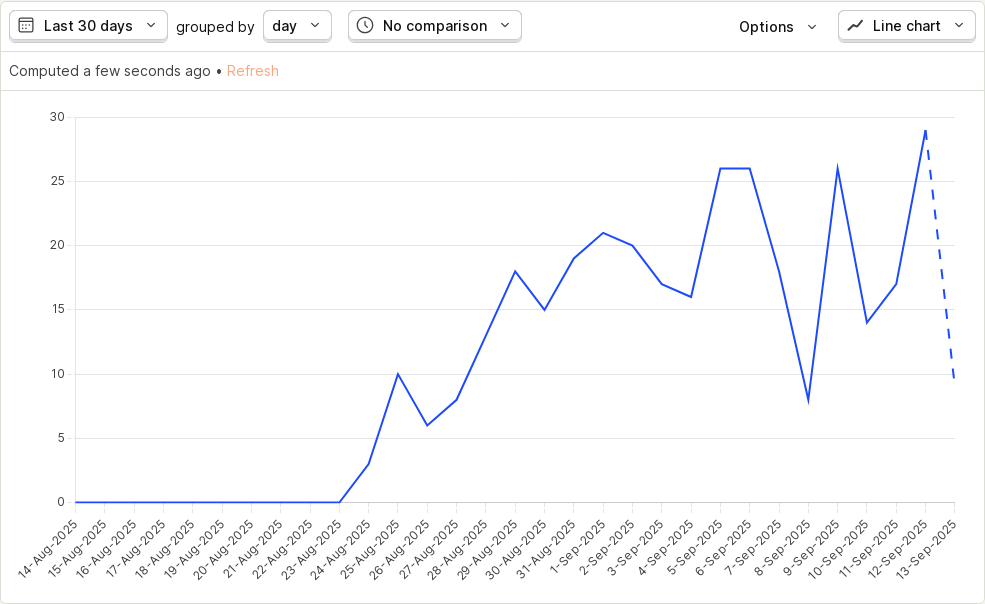 Last 30 days grouped by day No comparison Options Line chart
Computed a few seconds ago • Refresh
30
25
20
15
10
5
0
14-Aug-2025
15-Aug-2025
16-Aug-2025
17-Aug-2025
18-Aug-2025
19-Aug-2025
20-Aug-2025
21-Aug-2025
22-Aug-2025
23-Aug-2025
24-Aug-2025
25-Aug-2025
26-Aug-2025
27-Aug-2025
28-Aug-2025
29-Aug-2025
30-Aug-2025
31-Aug-2025
1-Sep-2025
2-Sep-2025
3-Sep-2025
4-Sep-2025
5-Sep-2025
6-Sep-2025
7-Sep-2025
8-Sep-2025
9-Sep-2025
10-Sep-2025
11-Sep-2025
12-Sep-2025
13-Sep-2025